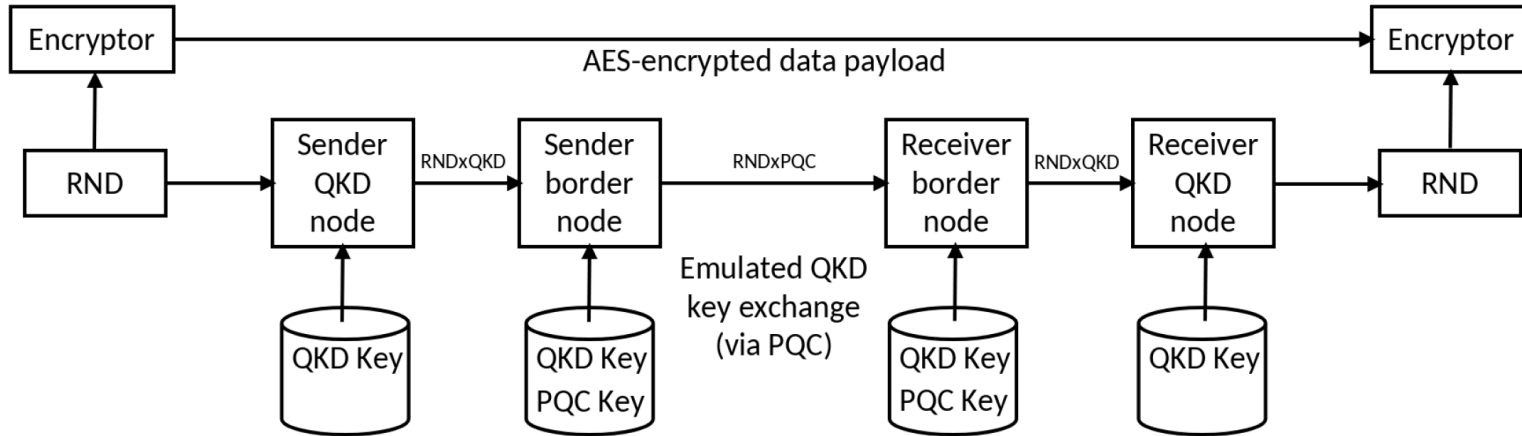 Encryptor
Encryptor
AES-encrypted data payload
RND
Sender
QKD
node
RNDxQKD
Sender
border
node
RNDxPQC
Receiver
border
node
RNDxQKD
Receiver
QKD
node
RND
Emulated QKD
key exchange
(via PQC)
QKD Key
QKD Key
PQC Key
QKD Key
PQC Key
QKD Key